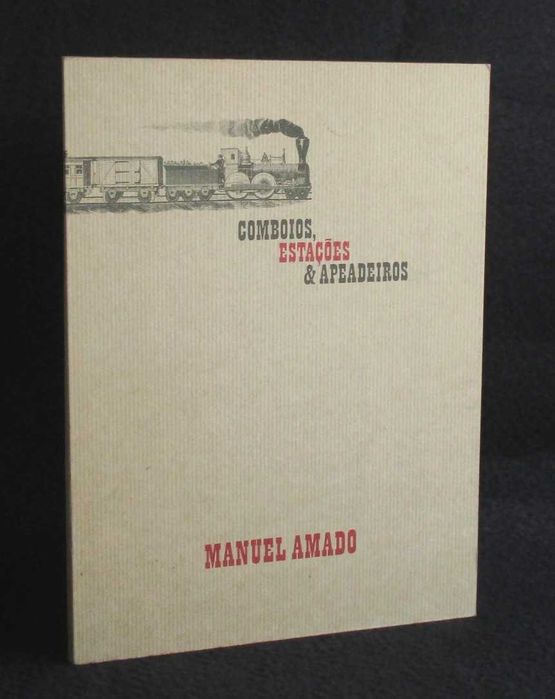 COMBOIOS,
ESTAÇÕES
& APEADEIROS
MANUEL AMADO